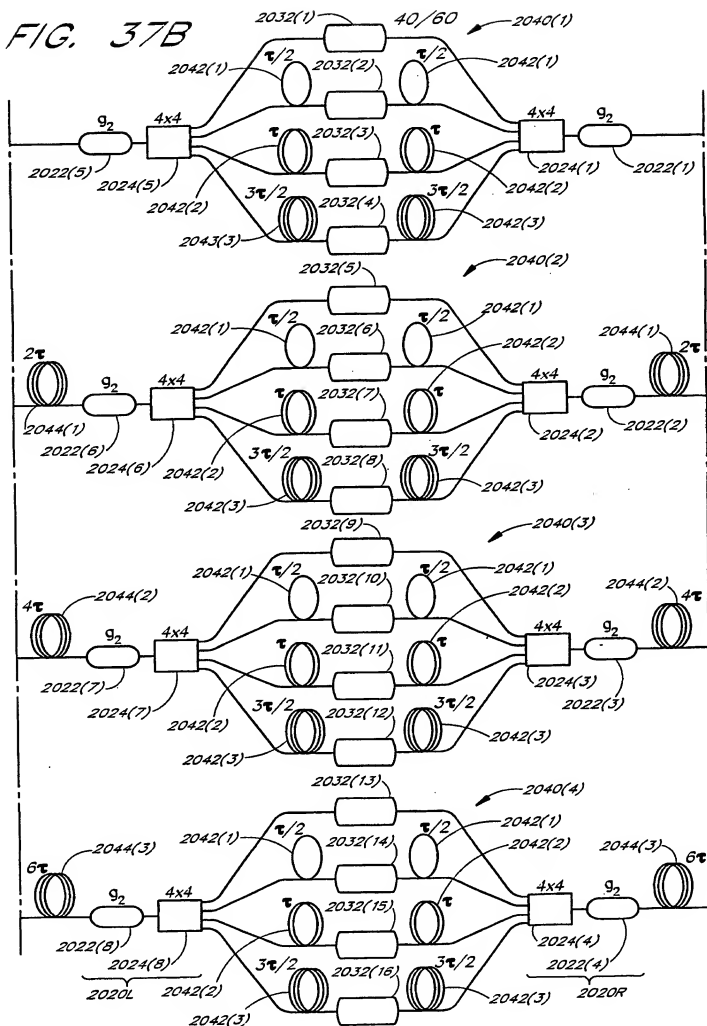 FIG. 37B
2032(1) 40/60 2040(1)
τ/2 2032(2) τ/2
2042(1) 2042(1)
g2 4x4 2032(3) 4x4 g2
τ τ
2022(5) 2024(1) 2022(1)
2024(5) 2032(4) 2042(2)
2042(2) 3τ/2 3τ/2
2043(3) 2042(3)
2032(5) 2040(2)
τ/2 2032(6) τ/2 2042(1)
2042(1) 2042(2) 2044(1)
2τ g2 4x4 2032(7) 4x4 g2 2τ
τ τ
2044(1) 2024(2)
2022(6) 2032(8) 2022(2)
2024(6) 2042(2) 3τ/2 3τ/2
2042(3) 2042(3)
2032(9) 2040(3)
2042(1) τ/2 2032(10) τ/2 2042(1)
2044(2) 2042(2) 2044(2)
4τ g2 4x4 2032(11) 4x4 g2 4τ
τ τ
2022(7) 2024(3)
2024(7) 2042(2) 2032(12) 2022(3)
3τ/2 3τ/2
2042(3) 2042(3)
2032(13) 2040(4)
2042(1) τ/2 2032(14) τ/2 2042(1)
2044(3) 2042(2) 2044(3)
6τ g2 4x4 2032(15) 4x4 g2 6τ
τ τ
2022(8) 2024(4)
2024(8) 2032(16) 2022(4)
2020L 2042(2) 3τ/2 3τ/2 2020R
2042(3) 2042(3)